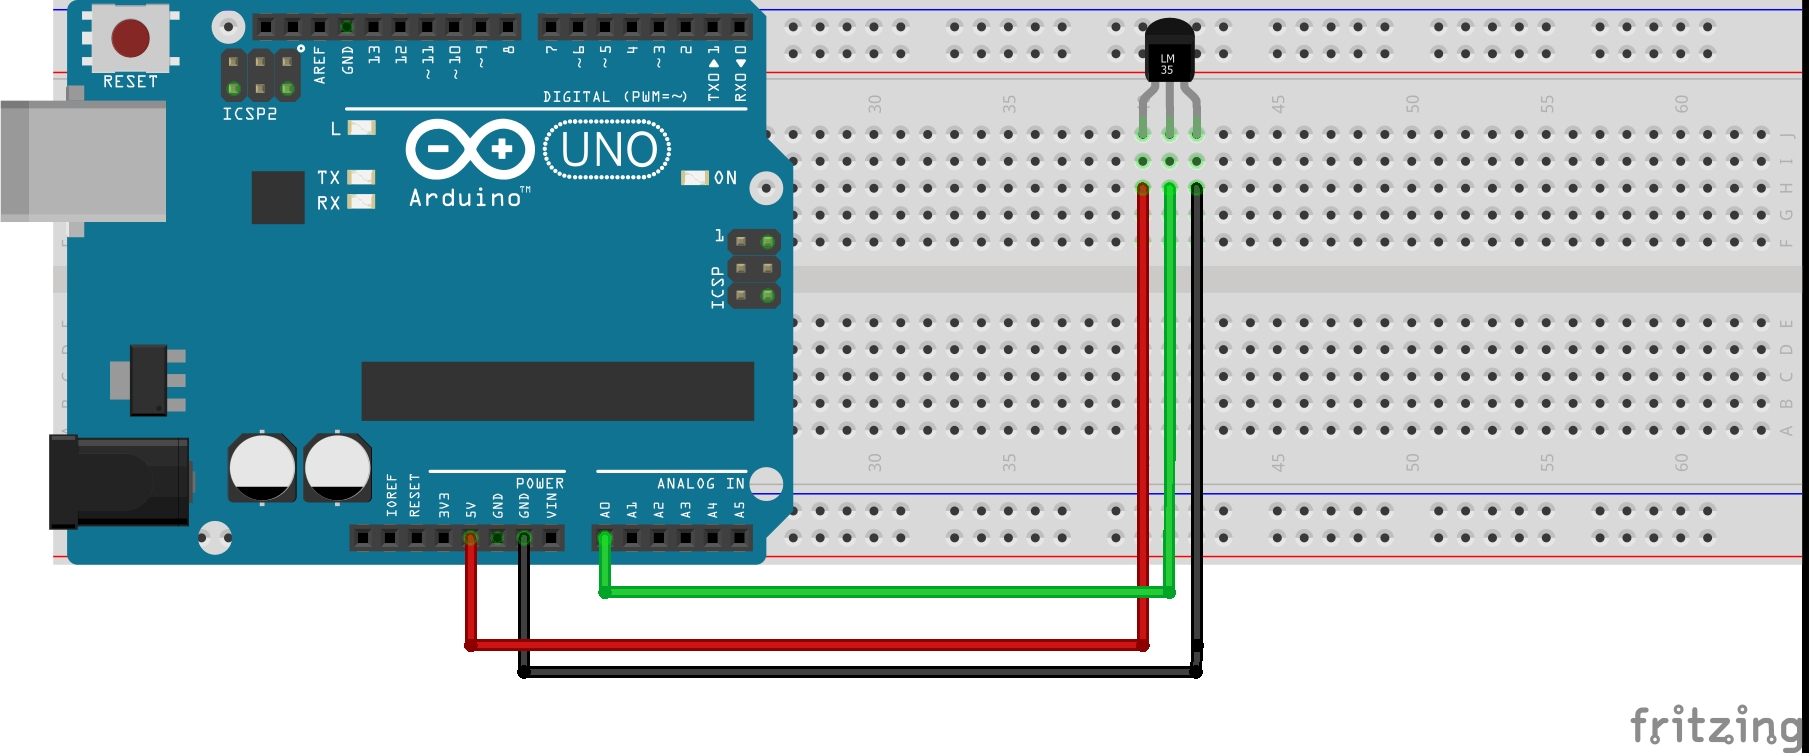 RESET
ICSP2
AREF
GND
13
12
~11
~10
~9
8
7
~6
~5
4
~3
2
TX0▶1
RX0◀0
DIGITAL (PWM=~)
L
TX
RX
Arduino™
UNO
ON
1
ICSP
IOREF
RESET
3V3
5V
GND
GND
VIN
POWER
A0
A1
A2
A3
A4
A5
ANALOG IN
LM
35
30
35
45
50
55
60
J
I
H
G
F
E
D
C
B
A
30
35
45
50
55
60
fritzing